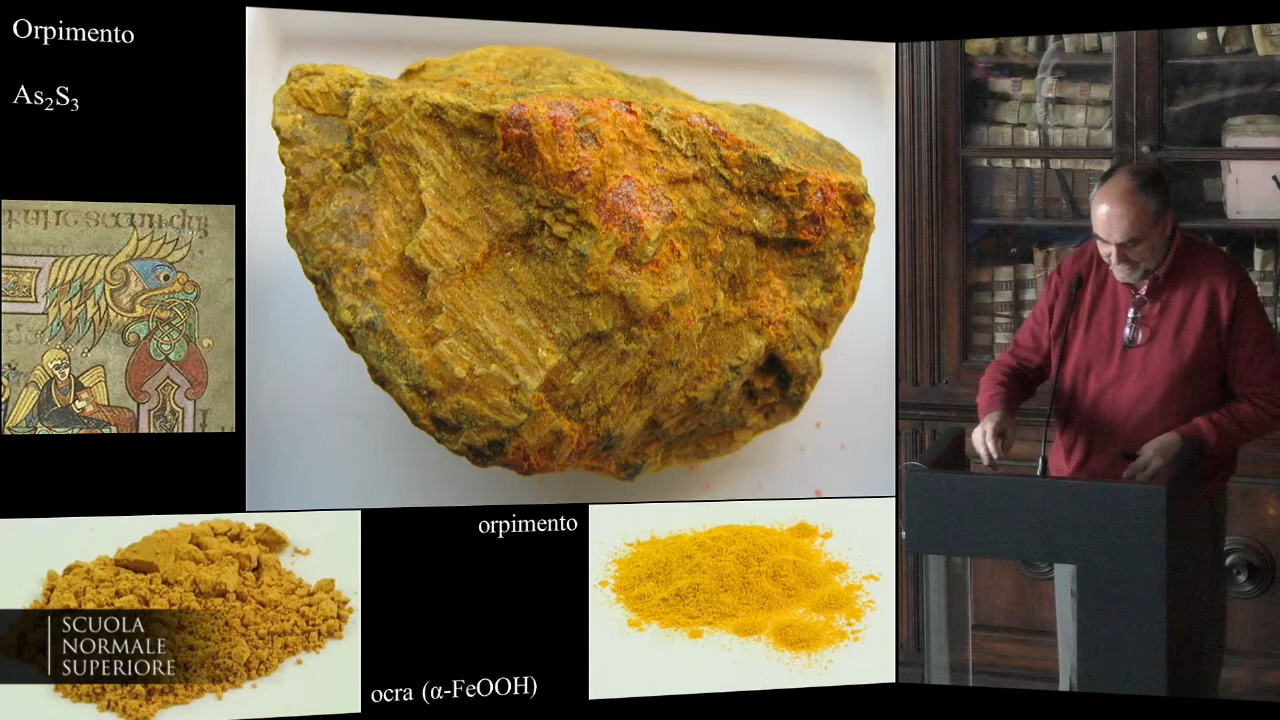 Orpimento
As₂S₃
orpimento
ocra (α-FeOOH)
SCUOLA
NORMALE
SUPERIORE